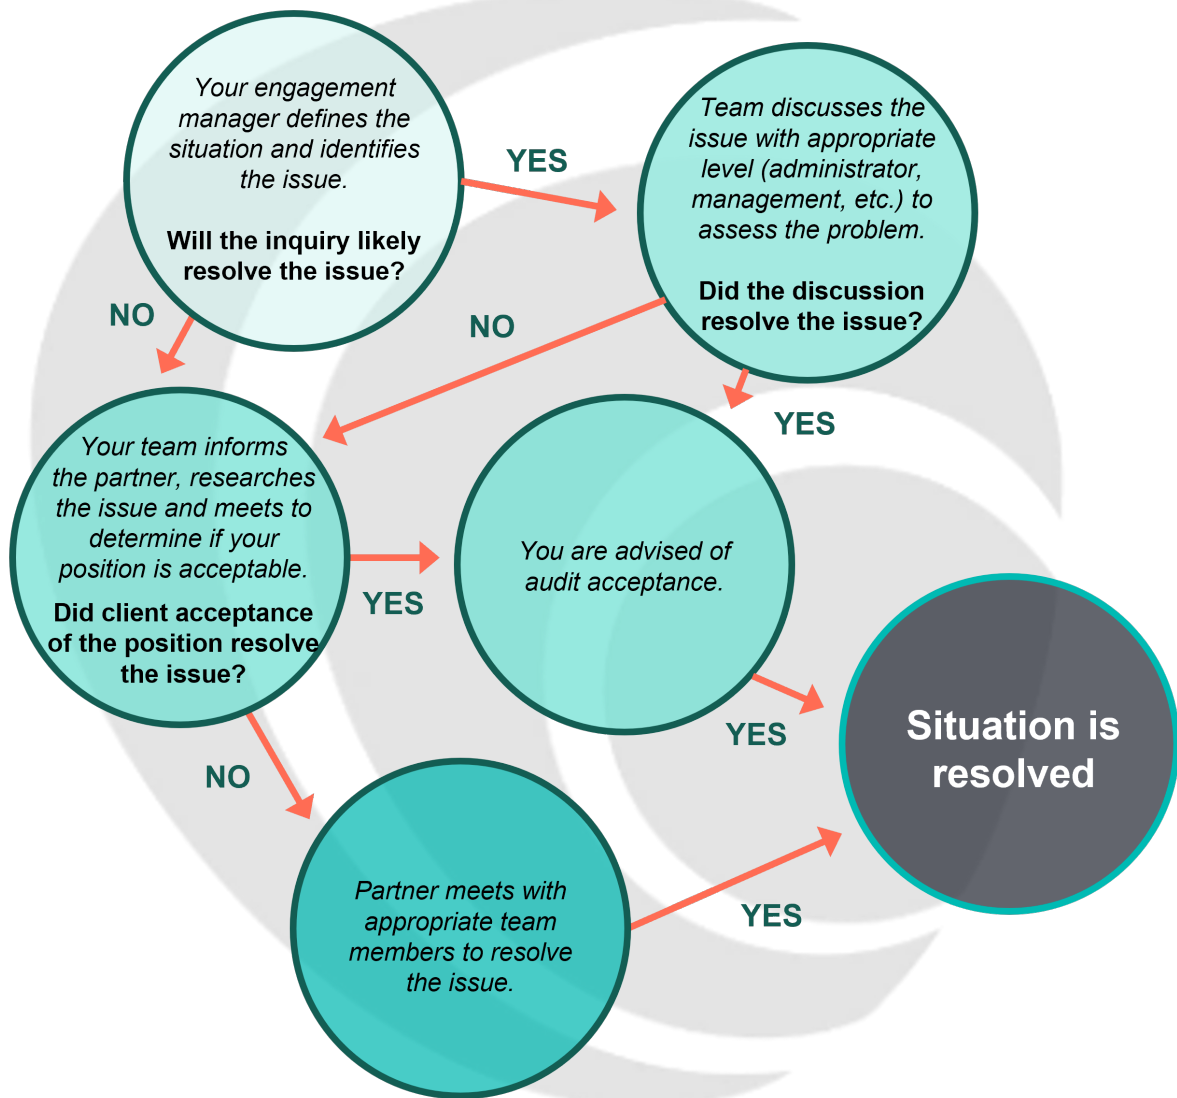 Your engagement
manager defines the
situation and identifies
the issue.
Will the inquiry likely
resolve the issue?
YES
Team discusses the
issue with appropriate
level (administrator,
management, etc.) to
assess the problem.
Did the discussion
resolve the issue?
NO
NO
YES
Your team informs
the partner, researches
the issue and meets to
determine if your
position is acceptable.
Did client acceptance
of the position resolve
the issue?
YES
You are advised of
audit acceptance.
YES
NO
Situation is
resolved
Partner meets with
appropriate team
members to resolve
the issue.
YES